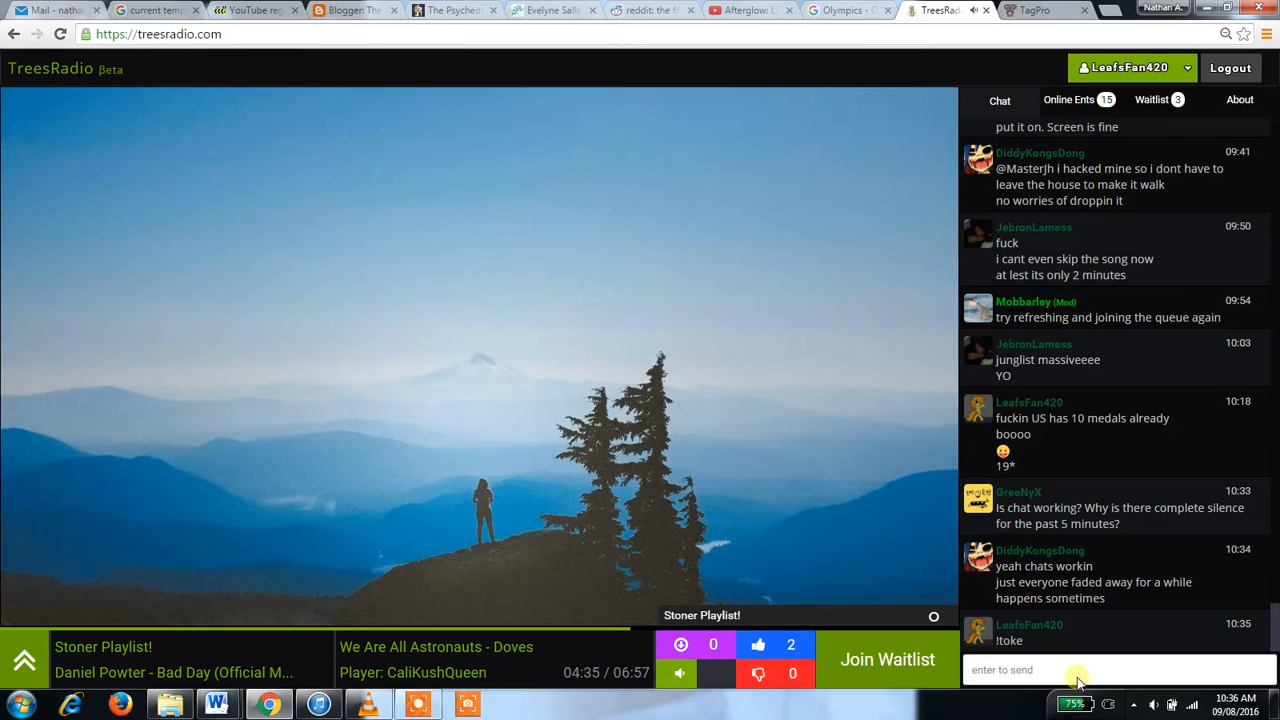 Mail - nathan
current temp
YouTube reg
Blogger: The
The Psyched
Evelyne Salle
reddit: the fr
Afterglow: Li
Olympics - G
TreesRadi
TagPro
Nathan A.
https://treesradio.com
TreesRadio βeta
LeafsFan420
Logout
Chat
Online Ents 15
Waitlist 3
About
put it on. Screen is fine
DiddyKongsDong 09:41
@MasterJh i hacked mine so i dont have to
leave the house to make it walk
no worries of droppin it
JebronLamess 09:50
fuck
i cant even skip the song now
at lest its only 2 minutes
Mobbarley (Mod) 09:54
try refreshing and joining the queue again
JebronLamess 10:03
junglist massiveeee
YO
LeafsFan420 10:18
fuckin US has 10 medals already
boooo
19*
GreeNyX 10:33
Is chat working? Why is there complete silence
for the past 5 minutes?
DiddyKongsDong 10:34
yeah chats workin
just everyone faded away for a while
happens sometimes
LeafsFan420 10:35
!toke
enter to send
Stoner Playlist!
Stoner Playlist!
Daniel Powter - Bad Day (Official M...
We Are All Astronauts - Doves
Player: CaliKushQueen
04:35 / 06:57
0
2
0
Join Waitlist
75%
10:36 AM
09/08/2016